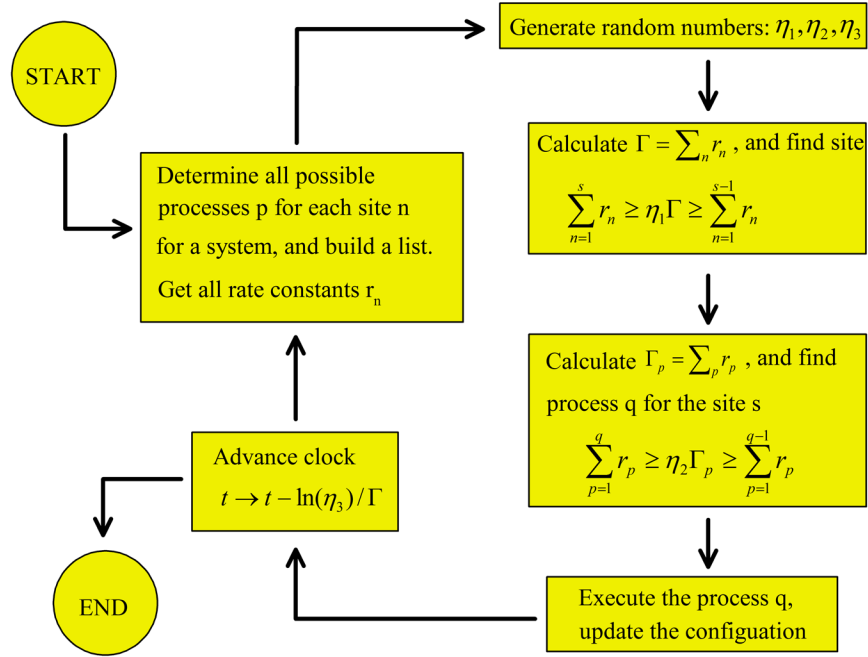 START
Determine all possible
processes p for each site n
for a system, and build a list.
Get all rate constants rₙ
Generate random numbers: η₁,η₂,η₃
Calculate Γ = ∑ₙ rₙ , and find site
∑_{n=1}^{s} rₙ ≥ η₁Γ ≥ ∑_{n=1}^{s−1} rₙ
Calculate Γₚ = ∑ₚ rₚ , and find
process q for the site s
∑_{p=1}^{q} rₚ ≥ η₂Γₚ ≥ ∑_{p=1}^{q−1} rₚ
Execute the process q,
update the configuation
Advance clock
t → t − ln(η₃) / Γ
END